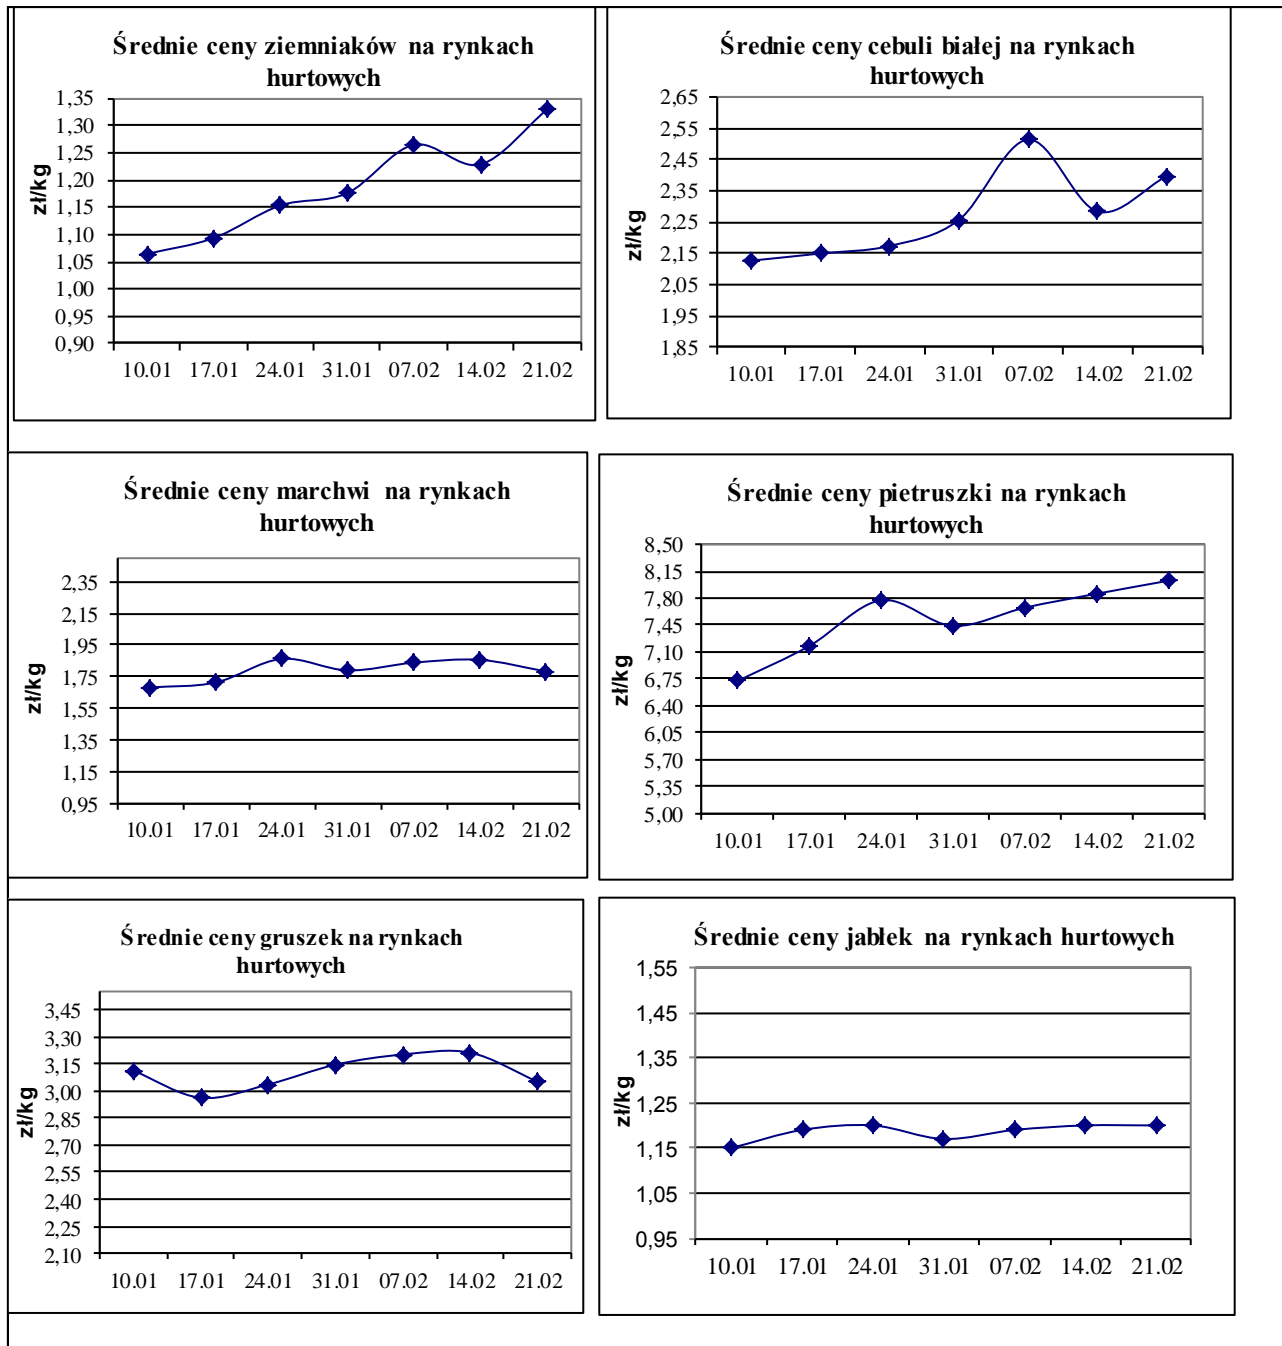 Średnie ceny ziemniaków na rynkach
hurtowych
zł/kg
1,35
1,30
1,25
1,20
1,15
1,10
1,05
1,00
0,95
0,90
10.01 17.01 24.01 31.01 07.02 14.02 21.02
Średnie ceny cebuli białej na rynkach
hurtowych
zł/kg
2,65
2,55
2,45
2,35
2,25
2,15
2,05
1,95
1,85
10.01 17.01 24.01 31.01 07.02 14.02 21.02
Średnie ceny marchwi na rynkach
hurtowych
zł/kg
2,35
2,15
1,95
1,75
1,55
1,35
1,15
0,95
10.01 17.01 24.01 31.01 07.02 14.02 21.02
Średnie ceny pietruszki na rynkach
hurtowych
zł/kg
8,50
8,15
7,80
7,45
7,10
6,75
6,40
6,05
5,70
5,35
5,00
10.01 17.01 24.01 31.01 07.02 14.02 21.02
Średnie ceny gruszek na rynkach
hurtowych
zł/kg
3,45
3,30
3,15
3,00
2,85
2,70
2,55
2,40
2,25
2,10
10.01 17.01 24.01 31.01 07.02 14.02 21.02
Średnie ceny jabłek na rynkach hurtowych
zł/kg
1,55
1,45
1,35
1,25
1,15
1,05
0,95
10.01 17.01 24.01 31.01 07.02 14.02 21.02